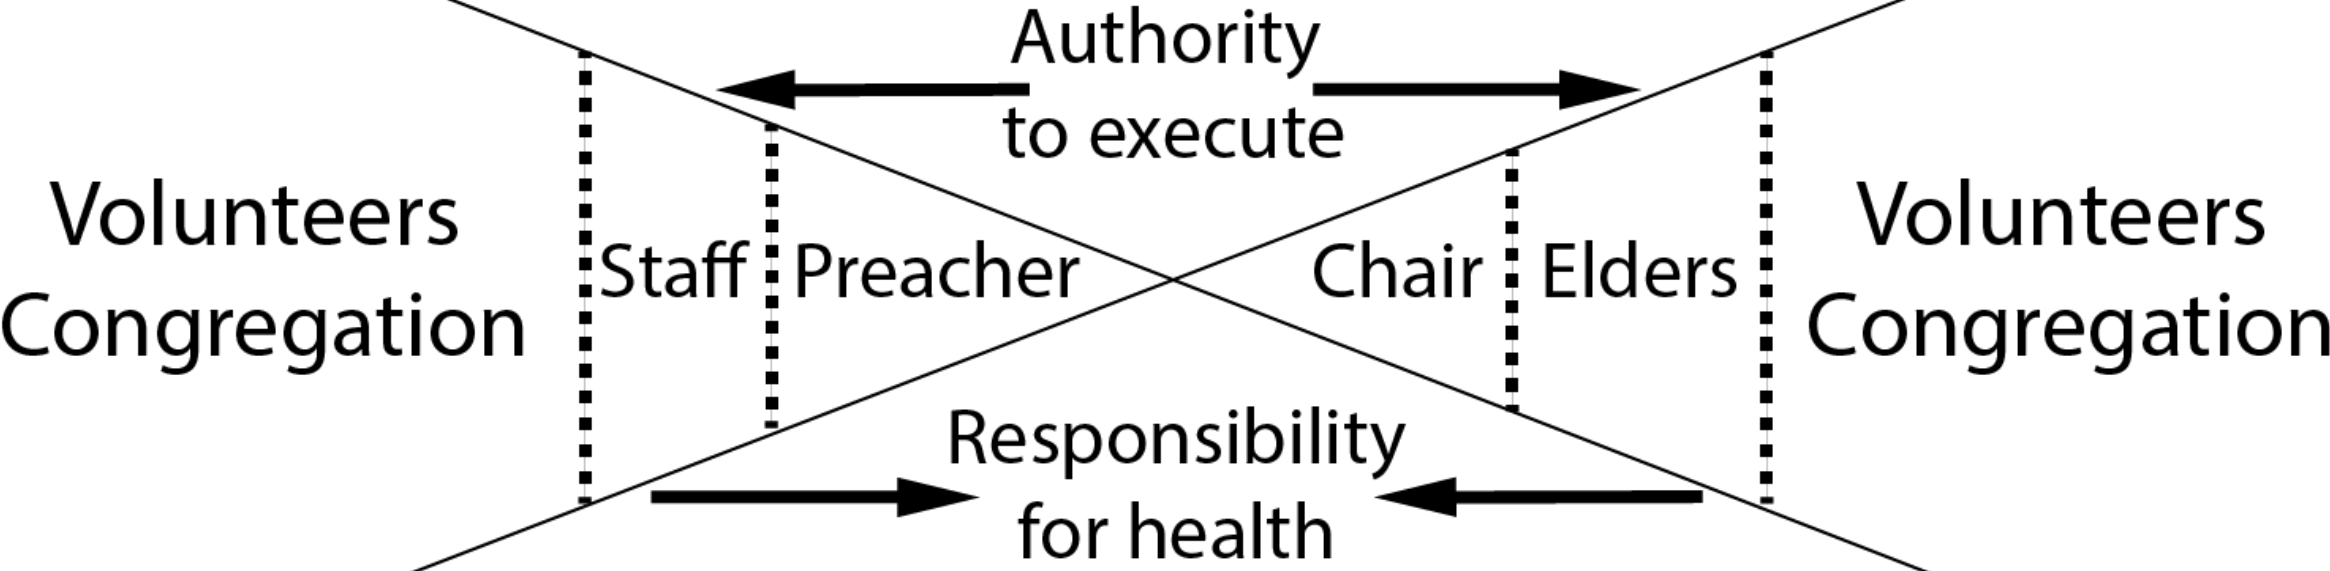 Authority
to execute
Volunteers
Congregation
Staff
Preacher
Chair
Elders
Volunteers
Congregation
Responsibility
for health